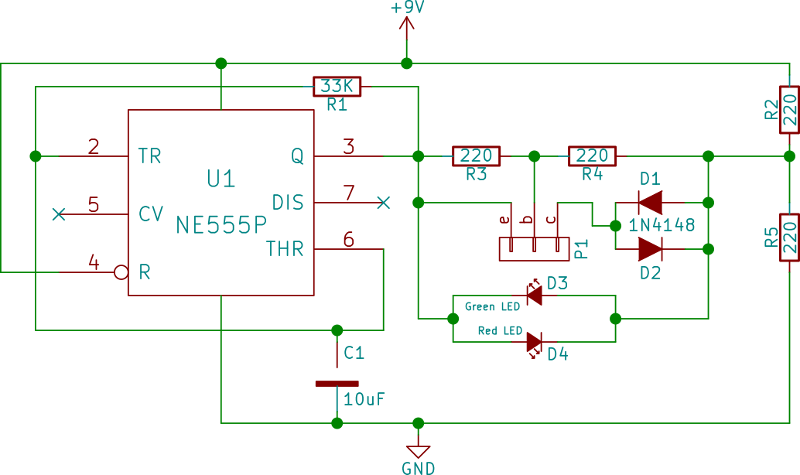 +9V
33K
R1
R2
220
2
TR
Q
3
220
R3
220
R4
U1
NE555P
5
CV
DIS
7
D1
1N4148
D2
THR
6
e
b
c
P1
R5
220
4
R
Green LED
D3
Red LED
D4
C1
10uF
GND